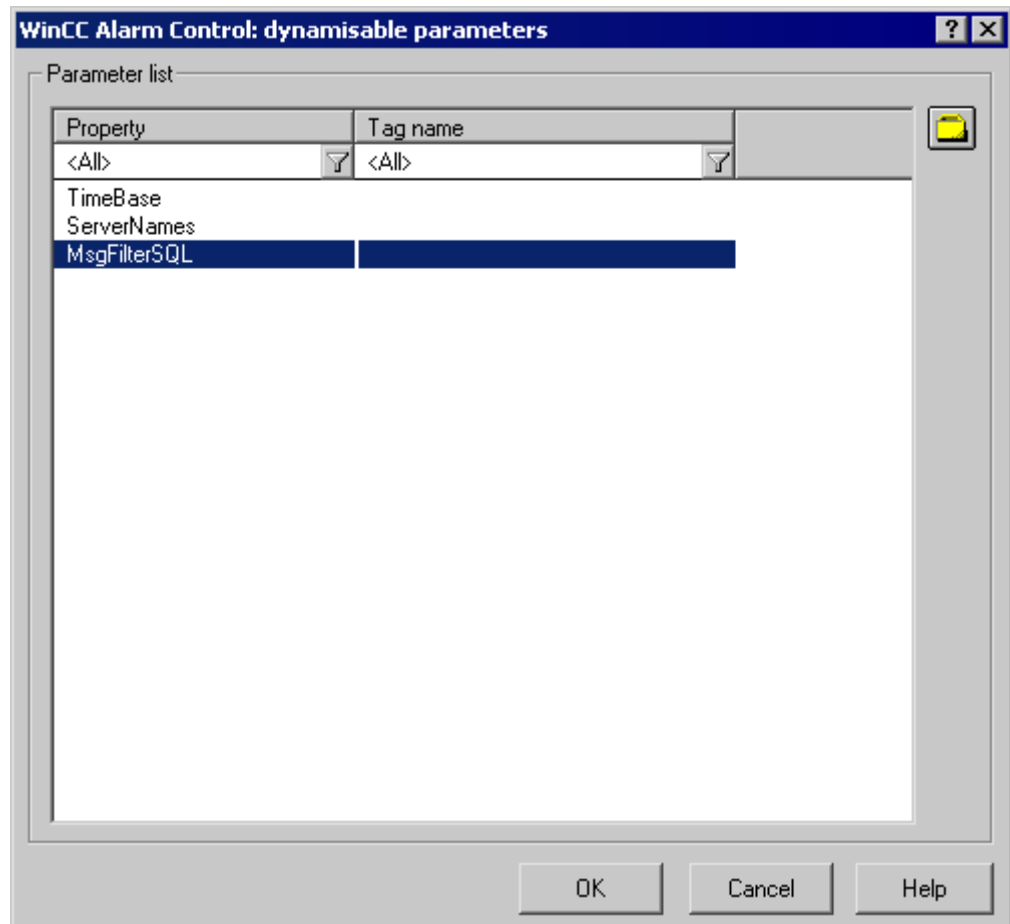 WinCC Alarm Control: dynamisable parameters ?
Parameter list
Property Tag name
<All> <All>
TimeBase
ServerNames
MsgFilterSQL
OK Cancel Help